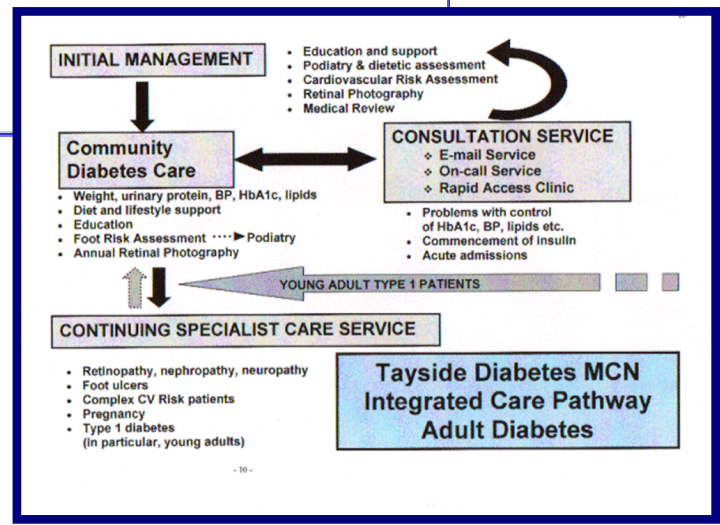 INITIAL MANAGEMENT
• Education and support
• Podiatry & dietetic assessment
• Cardiovascular Risk Assessment
• Retinal Photography
• Medical Review
Community
Diabetes Care
• Weight, urinary protein, BP, HbA1c, lipids
• Diet and lifestyle support
• Education
• Foot Risk Assessment ····► Podiatry
• Annual Retinal Photography
CONSULTATION SERVICE
❖ E-mail Service
❖ On-call Service
❖ Rapid Access Clinic
• Problems with control
of HbA1c, BP, lipids etc.
• Commencement of insulin
• Acute admissions
YOUNG ADULT TYPE 1 PATIENTS
CONTINUING SPECIALIST CARE SERVICE
• Retinopathy, nephropathy, neuropathy
• Foot ulcers
• Complex CV Risk patients
• Pregnancy
• Type 1 diabetes
(in particular, young adults)
Tayside Diabetes MCN
Integrated Care Pathway
Adult Diabetes
- 10 -